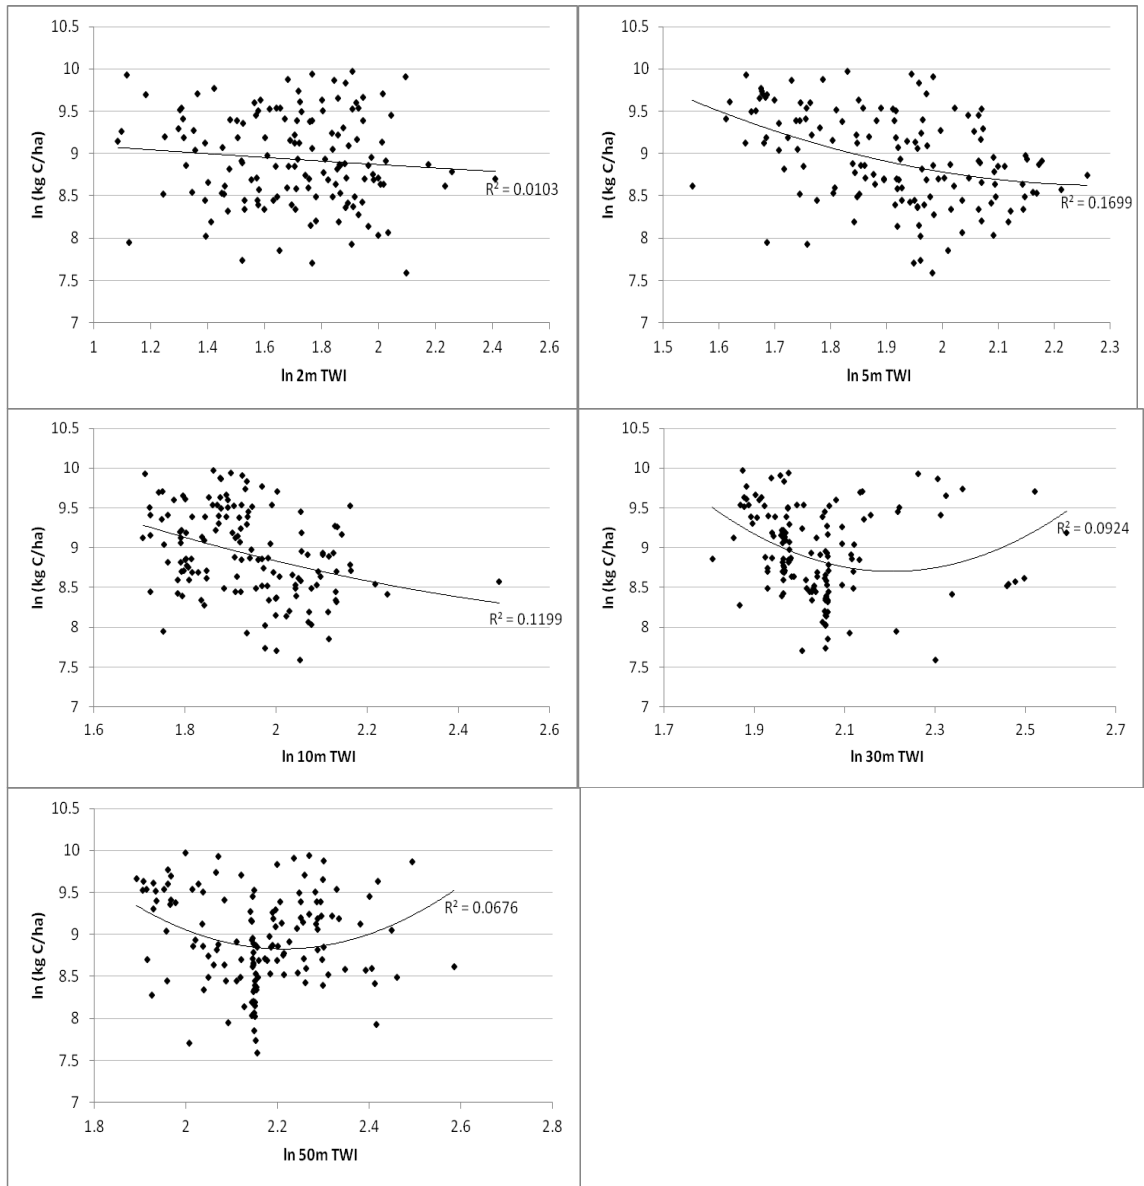 10.5
10
9.5
9
8.5
8
7.5
7
ln (kg C/ha)
R² = 0.0103
1 1.2 1.4 1.6 1.8 2 2.2 2.4 2.6
ln 2m TWI
10.5
10
9.5
9
8.5
8
7.5
7
ln (kg C/ha)
R² = 0.1699
1.5 1.6 1.7 1.8 1.9 2 2.1 2.2 2.3
ln 5m TWI
10.5
10
9.5
9
8.5
8
7.5
7
ln (kg C/ha)
R² = 0.1199
1.6 1.8 2 2.2 2.4 2.6
ln 10m TWI
10.5
10
9.5
9
8.5
8
7.5
7
ln (kg C/ha)
R² = 0.0924
1.7 1.9 2.1 2.3 2.5 2.7
ln 30m TWI
10.5
10
9.5
9
8.5
8
7.5
7
ln (kg C/ha)
R² = 0.0676
1.8 2 2.2 2.4 2.6 2.8
ln 50m TWI